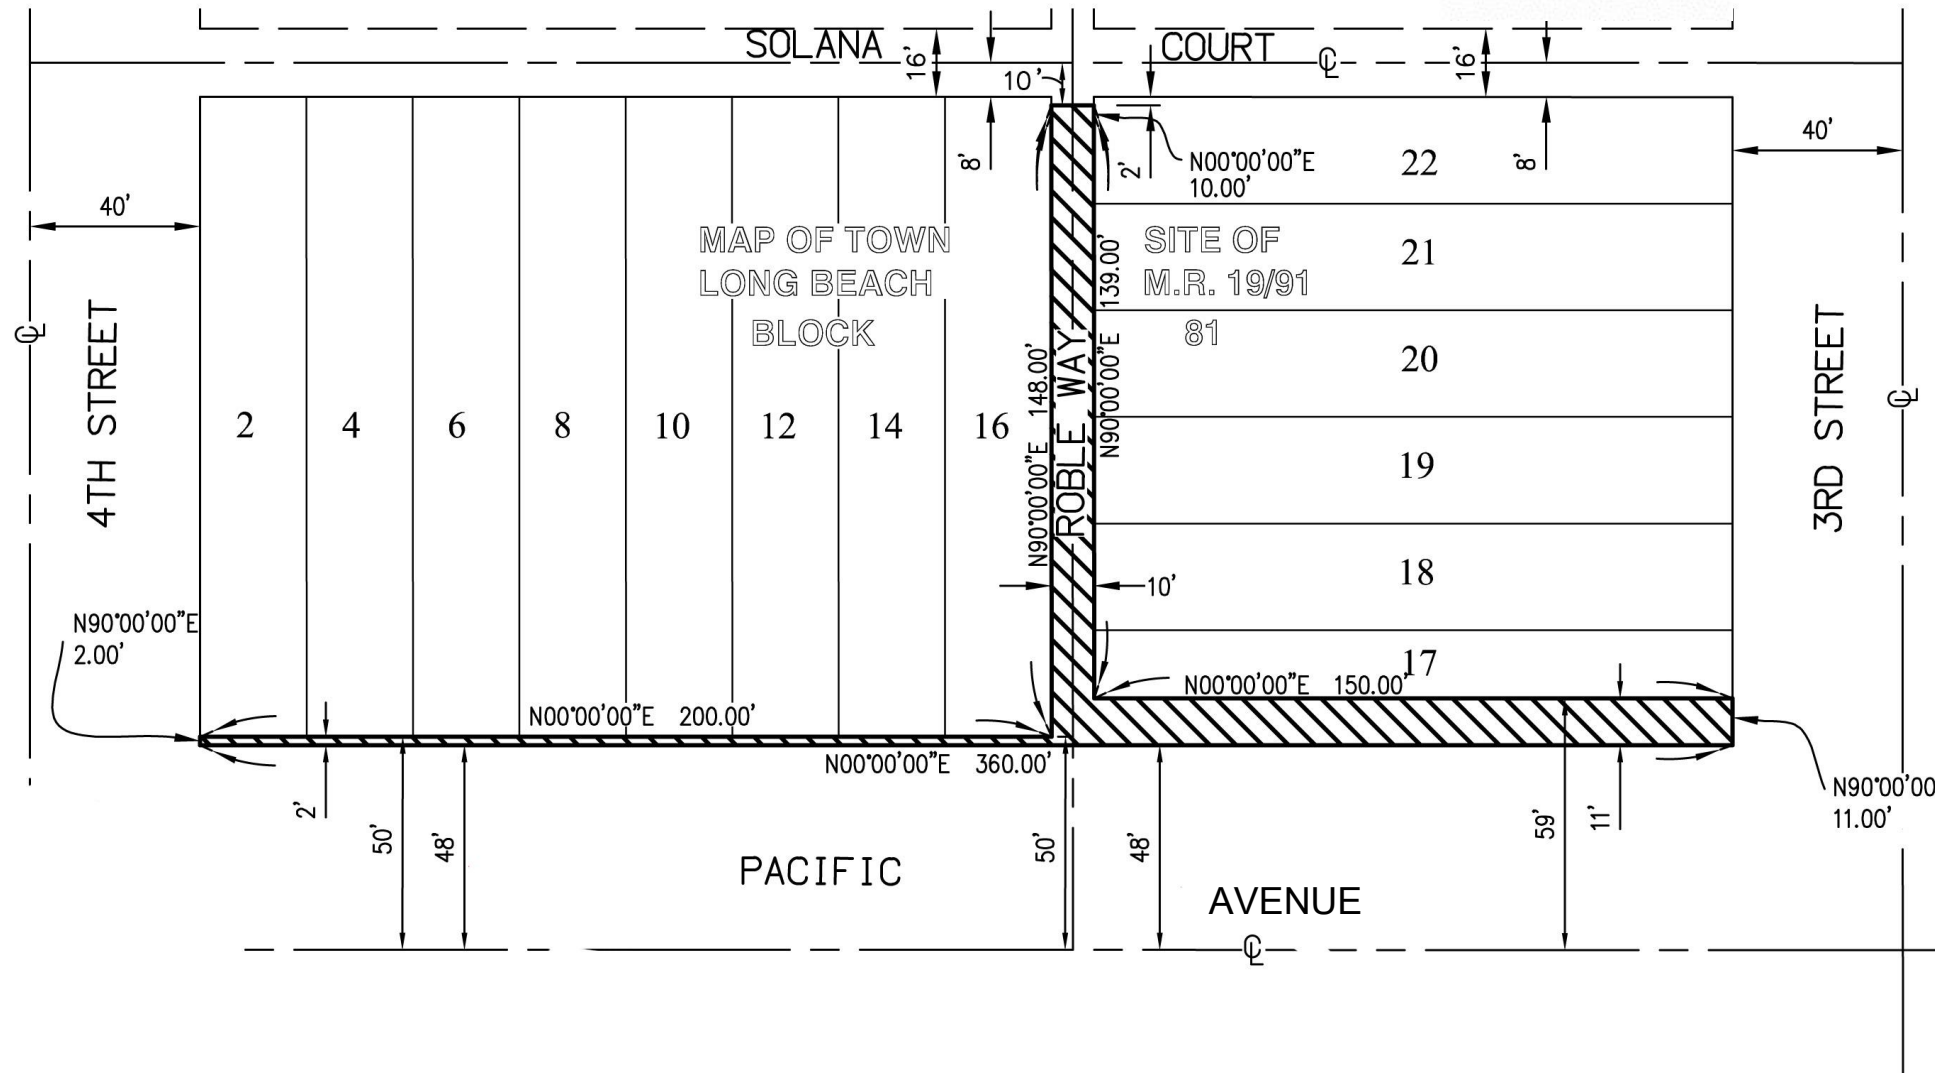 SOLANA
COURT
℄
16'
10'
16'
8'
2'
8'
N00°00'00"E
10.00'
40'
40'
22
21
20
19
18
17
MAP OF TOWN
LONG BEACH
BLOCK
SITE OF
M.R. 19/91
81
139.00'
N90°00'00"E
N90°00'00"E 148.00'
ROBLE WAY
℄
4TH STREET
3RD STREET
℄
2
4
6
8
10
12
14
16
10'
N90°00'00"E
2.00'
N00°00'00"E 150.00'
N00°00'00"E 200.00'
N00°00'00"E 360.00'
N90°00'00
11.00'
2'
50'
48'
50'
48'
59'
11'
PACIFIC
AVENUE
℄